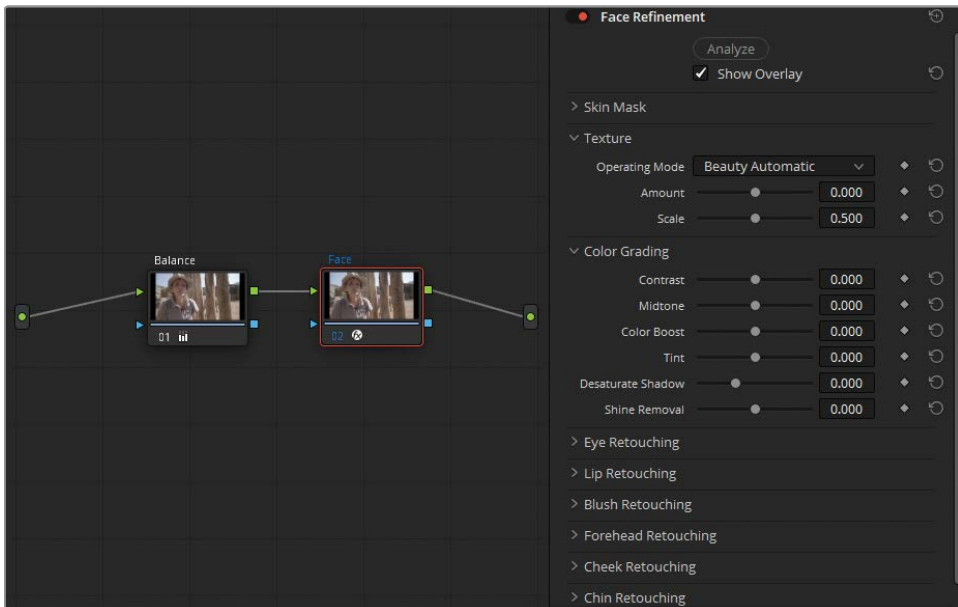 Balance
01
Face
02
Face Refinement
Analyze
Show Overlay
Skin Mask
Texture
Operating Mode Beauty Automatic
Amount 0.000
Scale 0.500
Color Grading
Contrast 0.000
Midtone 0.000
Color Boost 0.000
Tint 0.000
Desaturate Shadow 0.000
Shine Removal 0.000
Eye Retouching
Lip Retouching
Blush Retouching
Forehead Retouching
Cheek Retouching
Chin Retouching